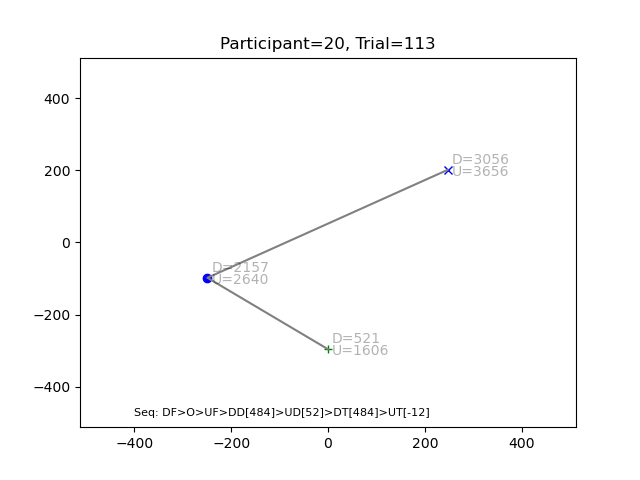 Participant=20, Trial=113
400
200
0
−200
−400
D=3056
U=3656
D=2157
U=2640
D=521
U=1606
Seq: DF>O>UF>DD[484]>UD[52]>DT[484]>UT[-12]
−400
−200
0
200
400